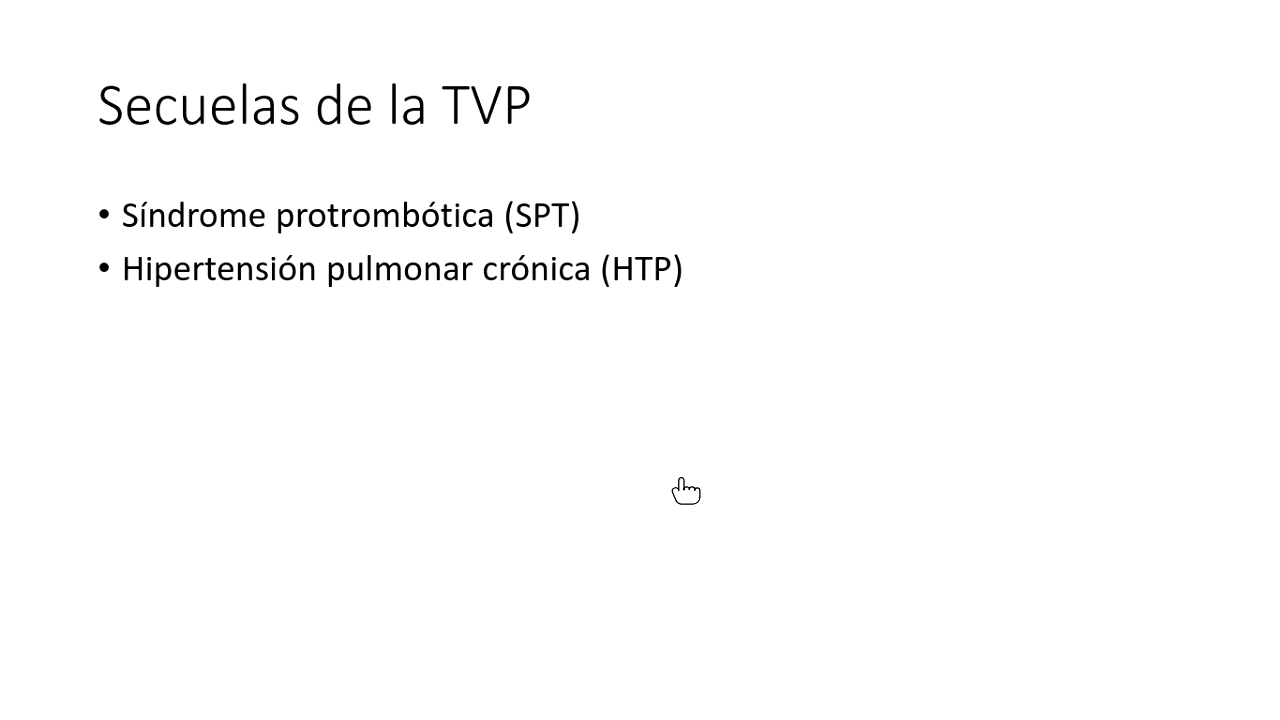 Secuelas de la TVP
• Síndrome protrombótica (SPT)
• Hipertensión pulmonar crónica (HTP)